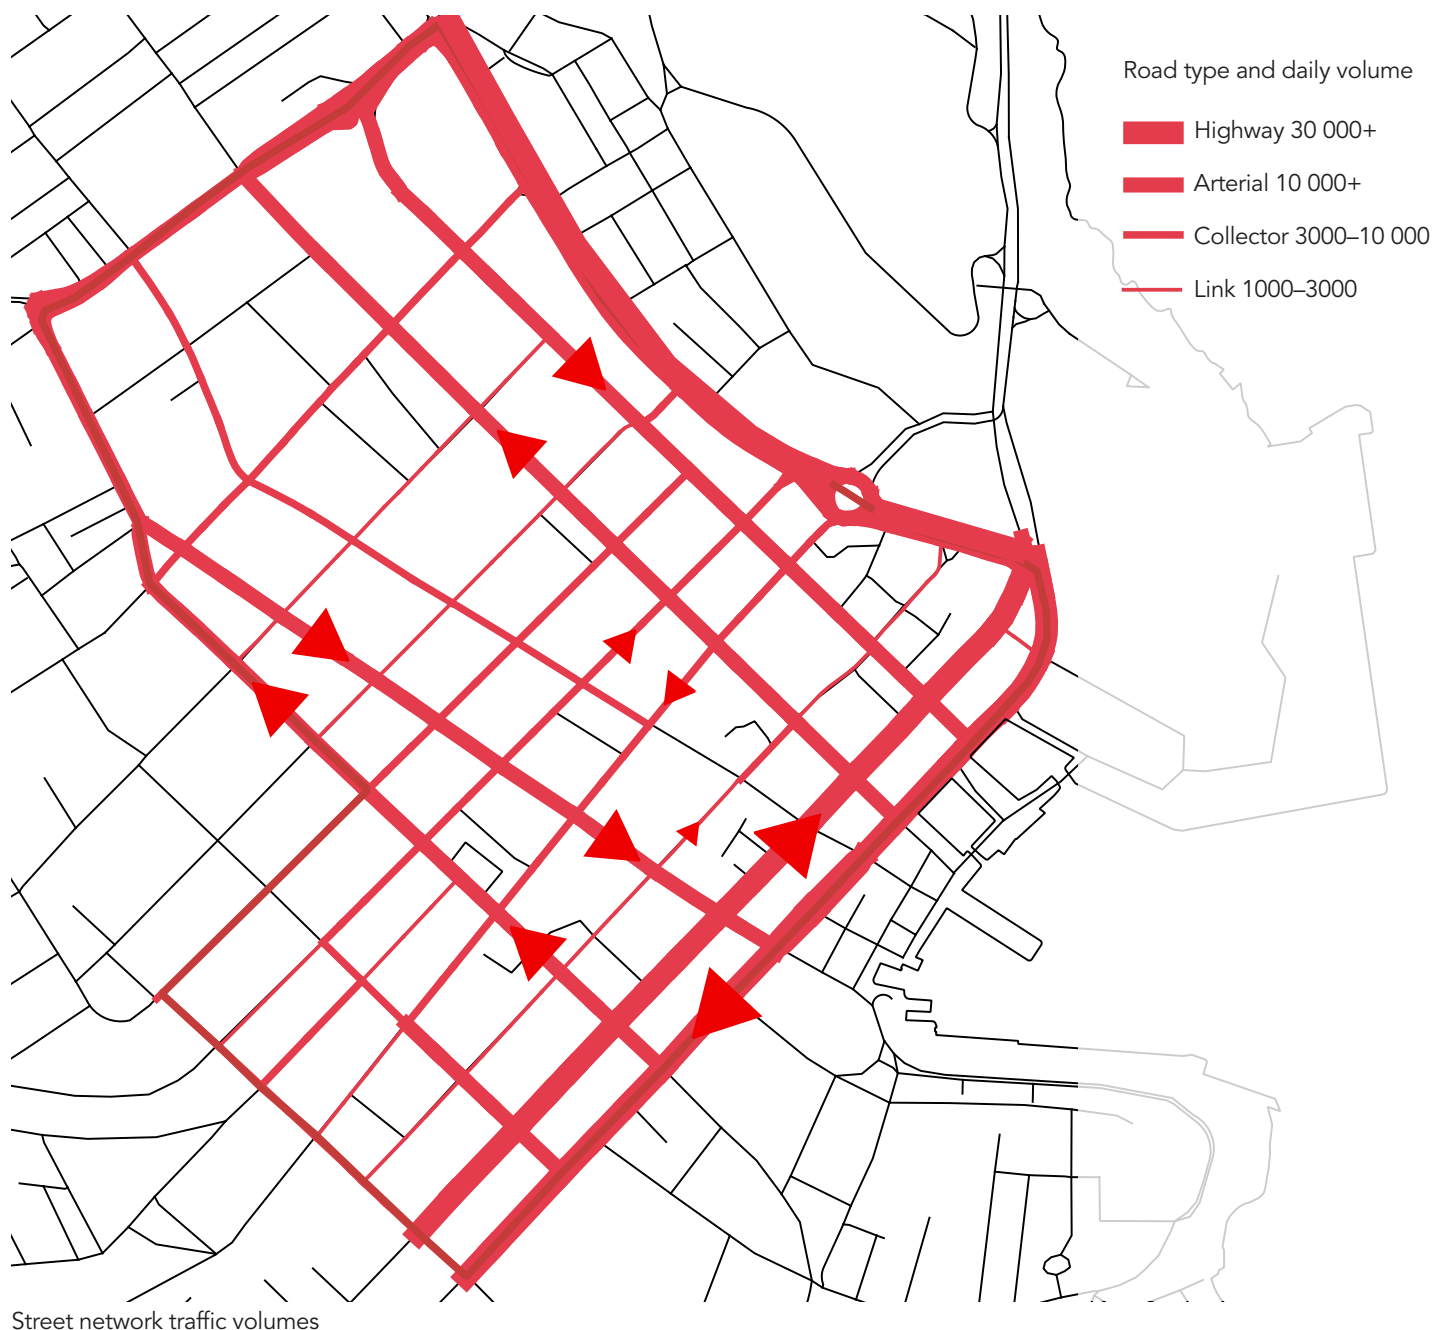 Road type and daily volume
Highway 30 000+
Arterial 10 000+
Collector 3000–10 000
Link 1000–3000
Street network traffic volumes